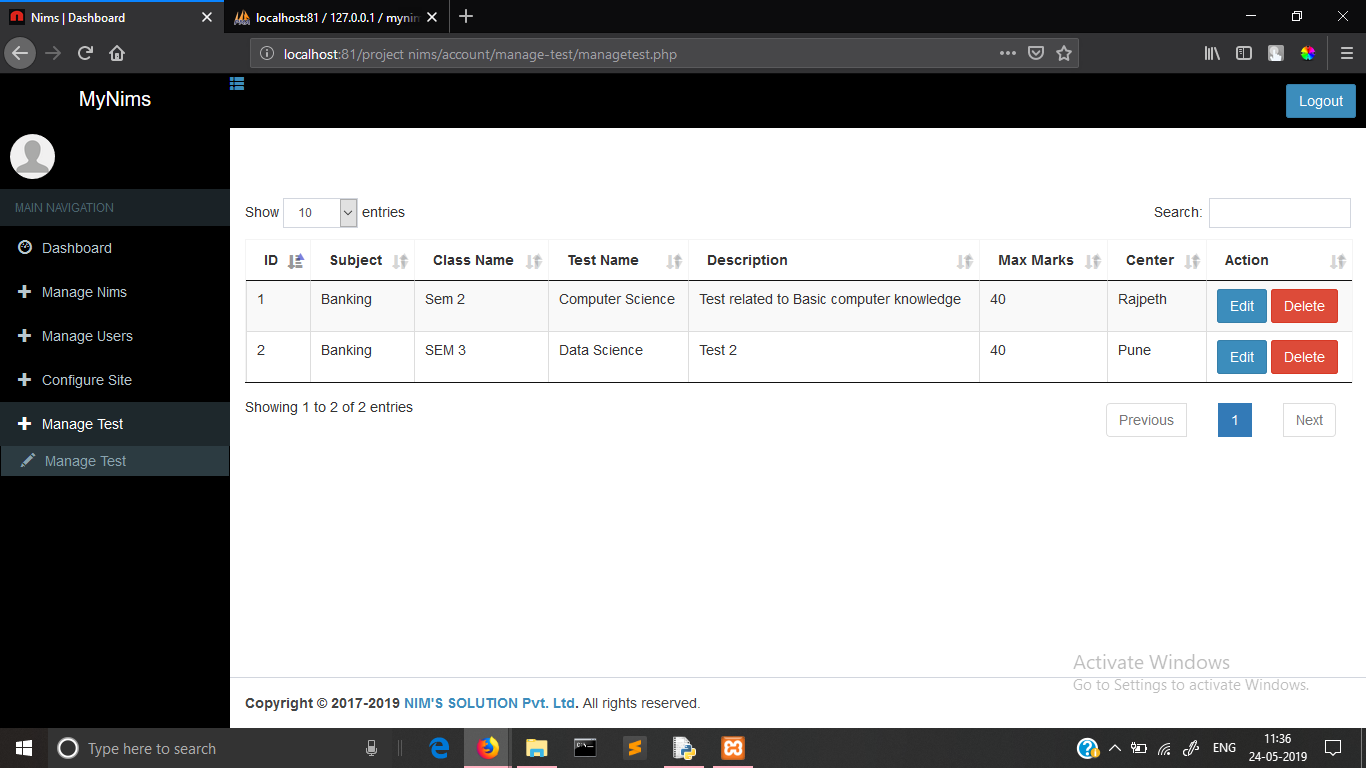 Nims | Dashboard
localhost:81 / 127.0.0.1 / mynim
localhost:81/project nims/account/manage-test/managetest.php
MyNims
Logout
MAIN NAVIGATION
Dashboard
Manage Nims
Manage Users
Configure Site
Manage Test
Manage Test
Show 10 entries
Search:
ID Subject Class Name Test Name Description Max Marks Center Action
1 Banking Sem 2 Computer Science Test related to Basic computer knowledge 40 Rajpeth Edit Delete
2 Banking SEM 3 Data Science Test 2 40 Pune Edit Delete
Showing 1 to 2 of 2 entries
Previous 1 Next
Activate Windows
Go to Settings to activate Windows.
Copyright © 2017-2019 NIM'S SOLUTION Pvt. Ltd. All rights reserved.
Type here to search
ENG
11:36
24-05-2019